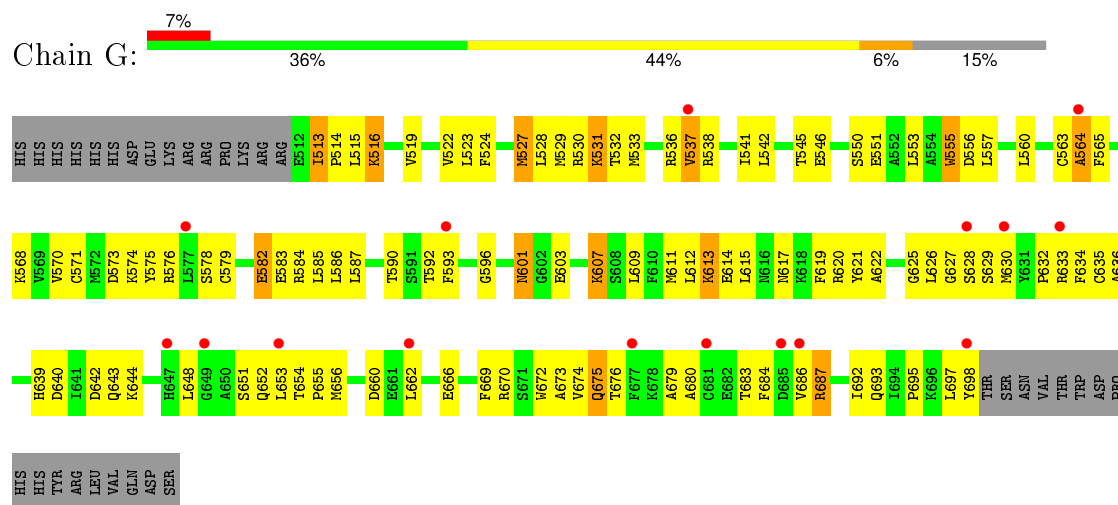 7%
Chain G:
36% 44% 6% 15%
HIS HIS HIS HIS HIS HIS ASP GLU LYS ARG ARG PRO LYS ARG ARG E512 I513 P514 L515 K516 V519 V522 L523 F524 M527 L528 M529 R530 K531 T532 M533 R536 V537 R538 I541 L542 T545 E546 S550 E551 A552 L553 A554 W555 D556 L557 L560 C563 A564 F565
K568 V569 V570 C571 M572 D573 K574 Y575 R576 L577 S578 C579 E582 E583 R584 L585 L586 L587 T590 S591 T592 F593 G596 N601 G602 E603 K607 S608 L609 F610 M611 L612 K613 E614 L615 N616 N617 K618 F619 R620 Y621 A622 G625 L626 G627 S628 S629 M630 Y631 P632 R633 F634 C635 A636
H639 D640 I641 D642 Q643 K644 H647 L648 G649 A650 S651 Q652 L653 T654 P655 M656 D660 E661 L662 E666 F669 R670 S671 W672 A673 V674 Q675 T676 F677 K678 A679 A680 C681 E682 T683 F684 D685 V686 R687 I692 Q693 I694 P695 K696 L697 Y698 THR SER ASN VAL THR TRP ASP PRO
HIS HIS TYR ARG LEU VAL GLN ASP SER